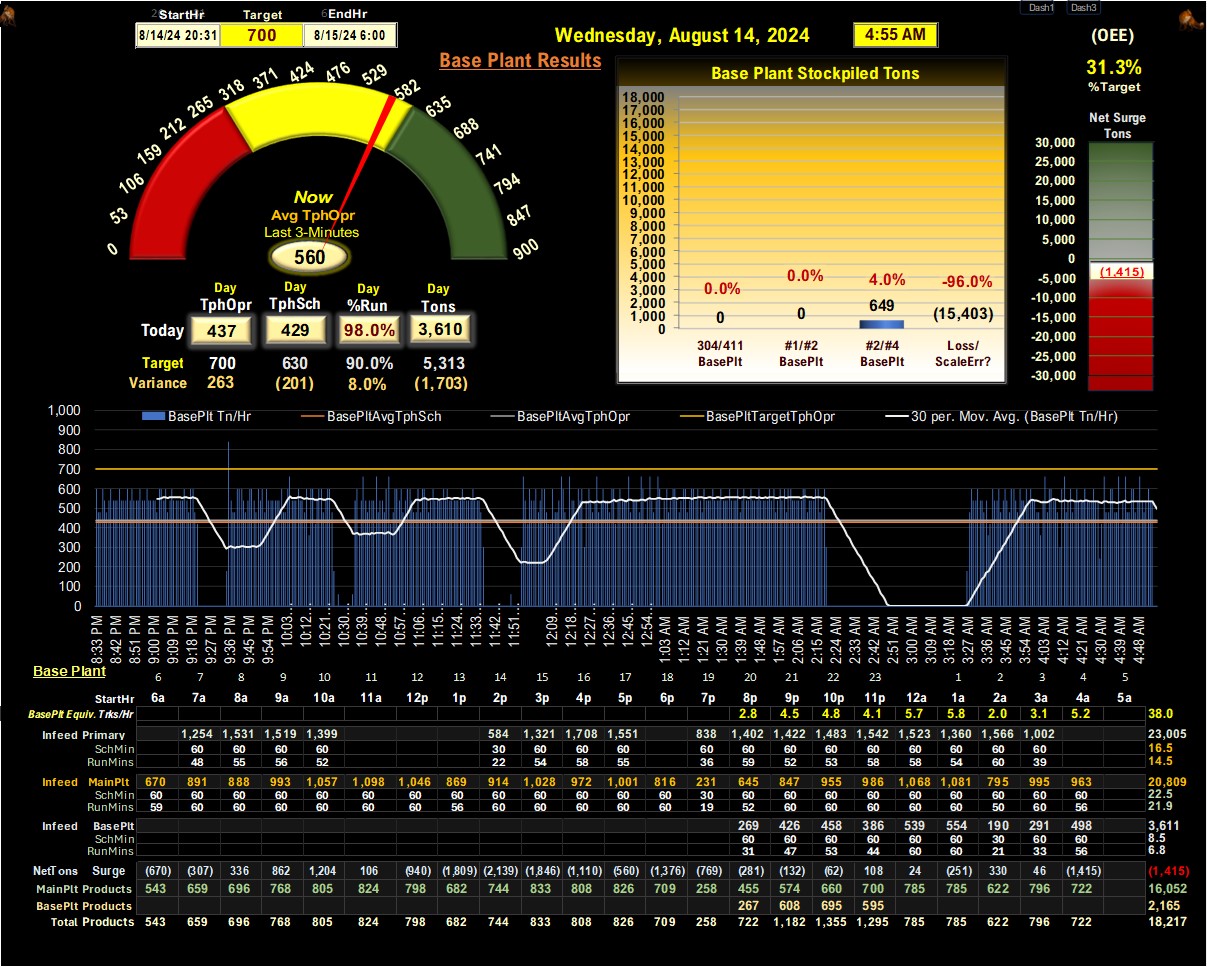 Dash1 Dash3
StartHr Target EndHr
8/14/24 20:31 700 8/15/24 6:00
Wednesday, August 14, 2024 4:55 AM
Base Plant Results
(OEE)
31.3%
%Target
0 53 106 159 212 265 318 371 424 476 529 582 635 688 741 794 847 900
Now
Avg TphOpr
Last 3-Minutes
560
Day Day Day Day
TphOpr TphSch %Run Tons
Today 437 429 98.0% 3,610
Target 700 630 90.0% 5,313
Variance 263 (201) 8.0% (1,703)
Base Plant Stockpiled Tons
18,000
17,000
16,000
15,000
14,000
13,000
12,000
11,000
10,000
9,000
8,000
7,000
6,000
5,000
4,000
3,000
2,000
1,000
0
0.0% 0.0% 4.0% -96.0%
0 0 649 (15,403)
304/411 #1/#2 #2/#4 Loss/
BasePlt BasePlt BasePlt ScaleErr?
Net Surge
Tons
30,000
25,000
20,000
15,000
10,000
5,000
0
(1,415)
-5,000
-10,000
-15,000
-20,000
-25,000
-30,000
BasePlt Tn/Hr BasePltAvgTphSch BasePltAvgTphOpr BasePltTargetTphOpr 30 per. Mov. Avg. (BasePlt Tn/Hr)
1,000
900
800
700
600
500
400
300
200
100
0
8:33 PM 8:42 PM 8:51 PM 9:00 PM 9:09 PM 9:18 PM 9:27 PM 9:36 PM 9:45 PM 9:54 PM 10:03… 10:12… 10:21… 10:30… 10:39… 10:48… 10:57… 11:06… 11:15… 11:24… 11:33… 11:42… 11:51… 12:09… 12:18… 12:27… 12:36… 12:45… 12:54… 1:03 AM 1:12 AM 1:21 AM 1:30 AM 1:39 AM 1:48 AM 1:57 AM 2:06 AM 2:15 AM 2:24 AM 2:33 AM 2:42 AM 2:51 AM 3:00 AM 3:09 AM 3:18 AM 3:27 AM 3:36 AM 3:45 AM 3:54 AM 4:03 AM 4:12 AM 4:21 AM 4:30 AM 4:39 AM 4:48 AM
Base Plant
6 7 8 9 10 11 12 13 14 15 16 17 18 19 20 21 22 23 1 2 3 4 5
StartHr 6a 7a 8a 9a 10a 11a 12p 1p 2p 3p 4p 5p 6p 7p 8p 9p 10p 11p 12a 1a 2a 3a 4a 5a
BasePlt Equiv. Trks/Hr 2.8 4.5 4.8 4.1 5.7 5.8 2.0 3.1 5.2 38.0
Infeed Primary 1,254 1,531 1,519 1,399 584 1,321 1,708 1,551 838 1,402 1,422 1,483 1,542 1,523 1,360 1,566 1,002 23,005
SchMin 60 60 60 60 30 60 60 60 60 60 60 60 60 60 60 60 60 16.5
RunMins 48 55 56 52 22 54 58 55 36 59 52 53 58 58 54 60 39 14.5
Infeed MainPlt 670 891 888 993 1,057 1,098 1,046 869 914 1,028 972 1,001 816 231 645 847 955 986 1,068 1,081 795 995 963 20,809
SchMin 60 60 60 60 60 60 60 60 60 60 60 60 60 30 60 60 60 60 60 60 60 60 60 22.5
RunMins 59 60 60 60 60 60 60 56 60 60 60 60 60 19 52 60 60 60 60 60 50 60 56 21.9
Infeed BasePlt 269 426 458 386 539 554 190 291 498 3,611
SchMin 60 60 60 60 60 60 30 60 60 8.5
RunMins 31 47 53 44 60 60 21 33 56 6.8
NetTons Surge (670) (307) 336 862 1,204 106 (940) (1,809) (2,139) (1,846) (1,110) (560) (1,376) (769) (281) (132) (62) 108 24 (251) 330 46 (1,415) (1,415)
MainPlt Products 543 659 696 768 805 824 798 682 744 833 808 826 709 258 455 574 660 700 785 785 622 796 722 16,052
BasePlt Products 267 608 695 595 2,165
Total Products 543 659 696 768 805 824 798 682 744 833 808 826 709 258 722 1,182 1,355 1,295 785 785 622 796 722 18,217